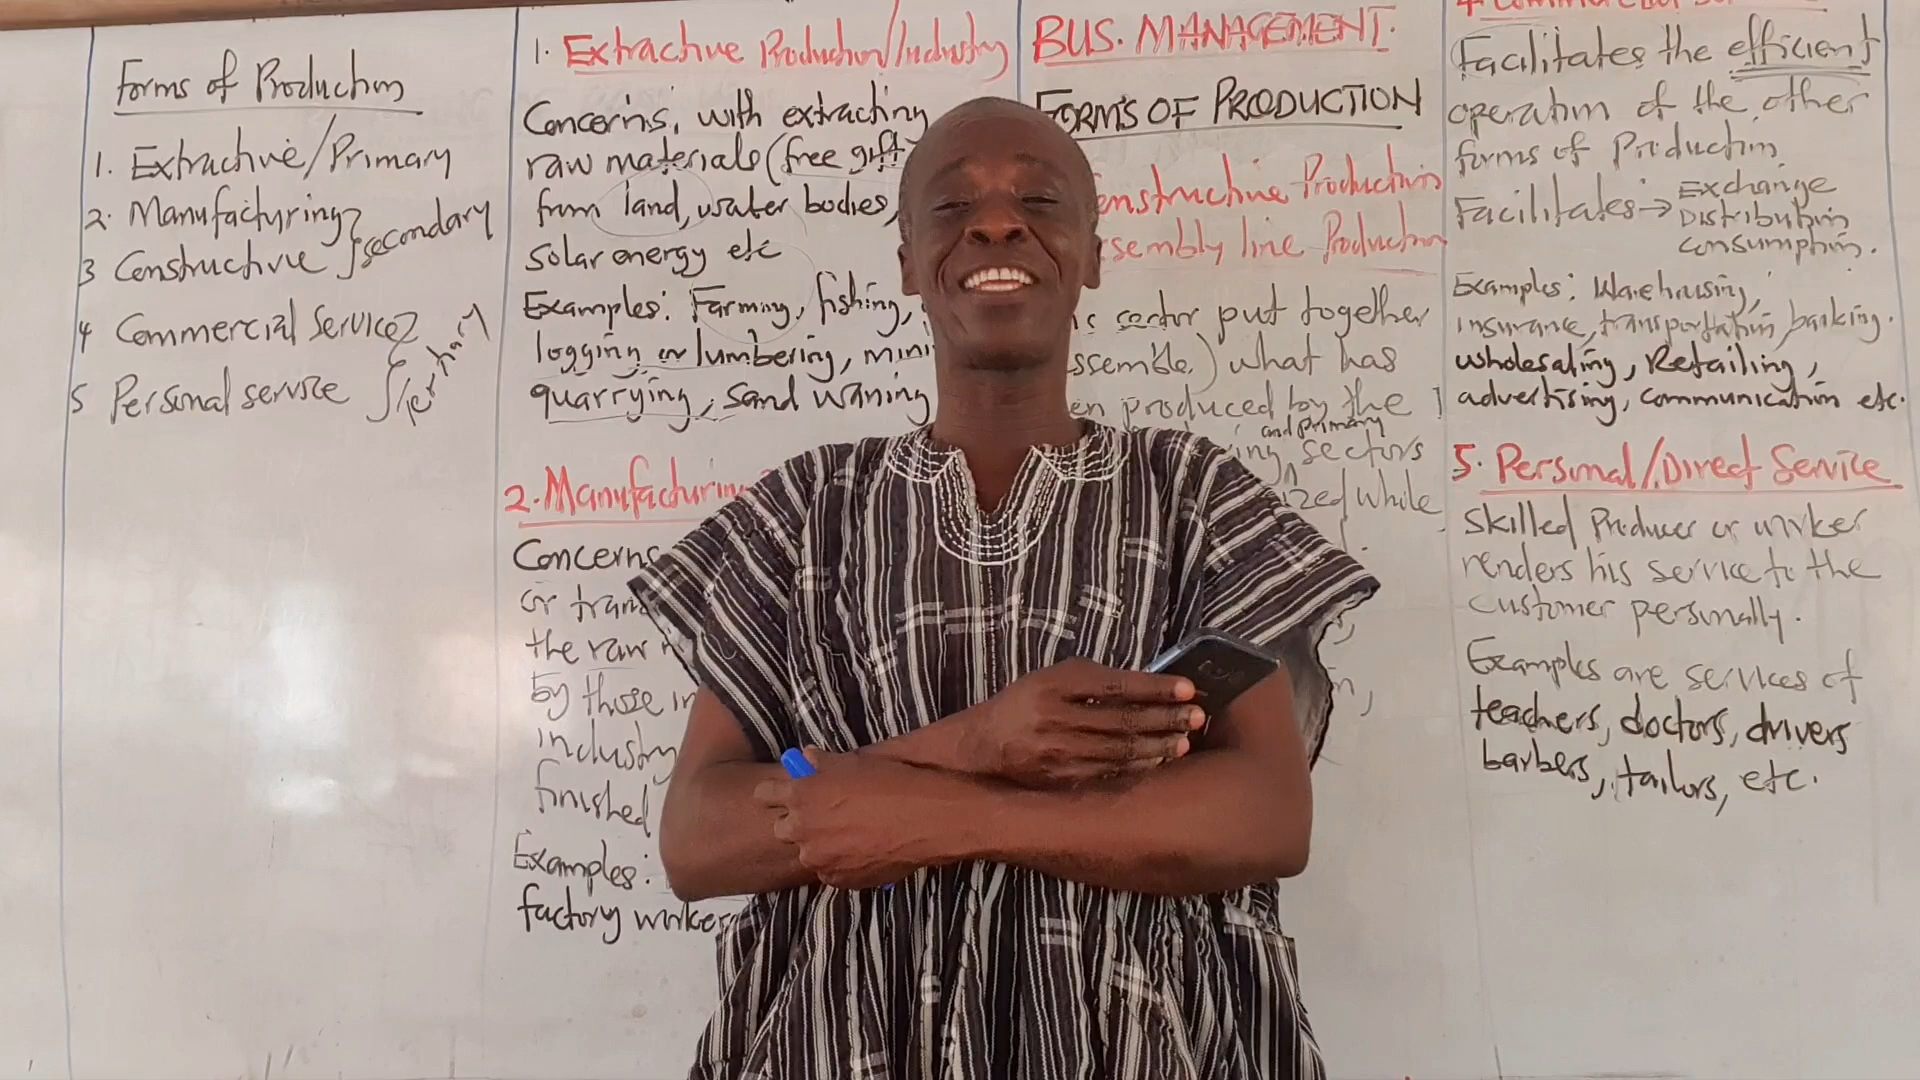 Forms of Production
1. Extractive/Primary
2. Manufacturing
3 Constructive
secondary
4 Commercial Service
5 Personal service
tertiary
1. Extractive Production/Industry
Concerns, with extracting
raw materials (free gift
from land, water bodies,
solar energy etc
Examples: Farming, fishing,
logging or lumbering,
quarrying, sand winning
2. Manufacturing
Concerns
or
the raw
by those in
industry
finished
Examples:
factory workers
BUS. MANAGEMENT.
FORMS OF PRODUCTION
Constructive Production
Assembly line Production
sector put together
assemble) what has
produced by the
and primary
sectors
while
Facilitates the efficient
operation of the other
forms of Production.
Facilitates→ Exchange
Distribution
consumption.
Examples: Warehousing,
insurance, transportation, banking.
wholesaling, Retailing,
advertising, communication etc.
5. Personal/Direct Service
Skilled Producer or worker
renders his service to the
customer personally.
Examples are services of
teachers, doctors, drivers
barbers, tailors, etc.